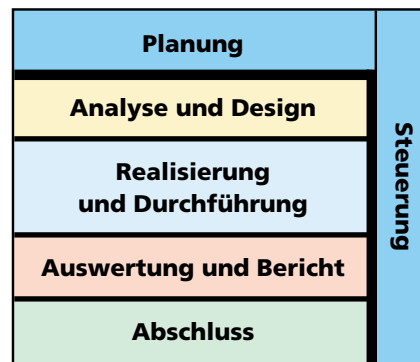 Planung
Analyse und Design
Realisierung
und Durchführung
Auswertung und Bericht
Abschluss
Steuerung